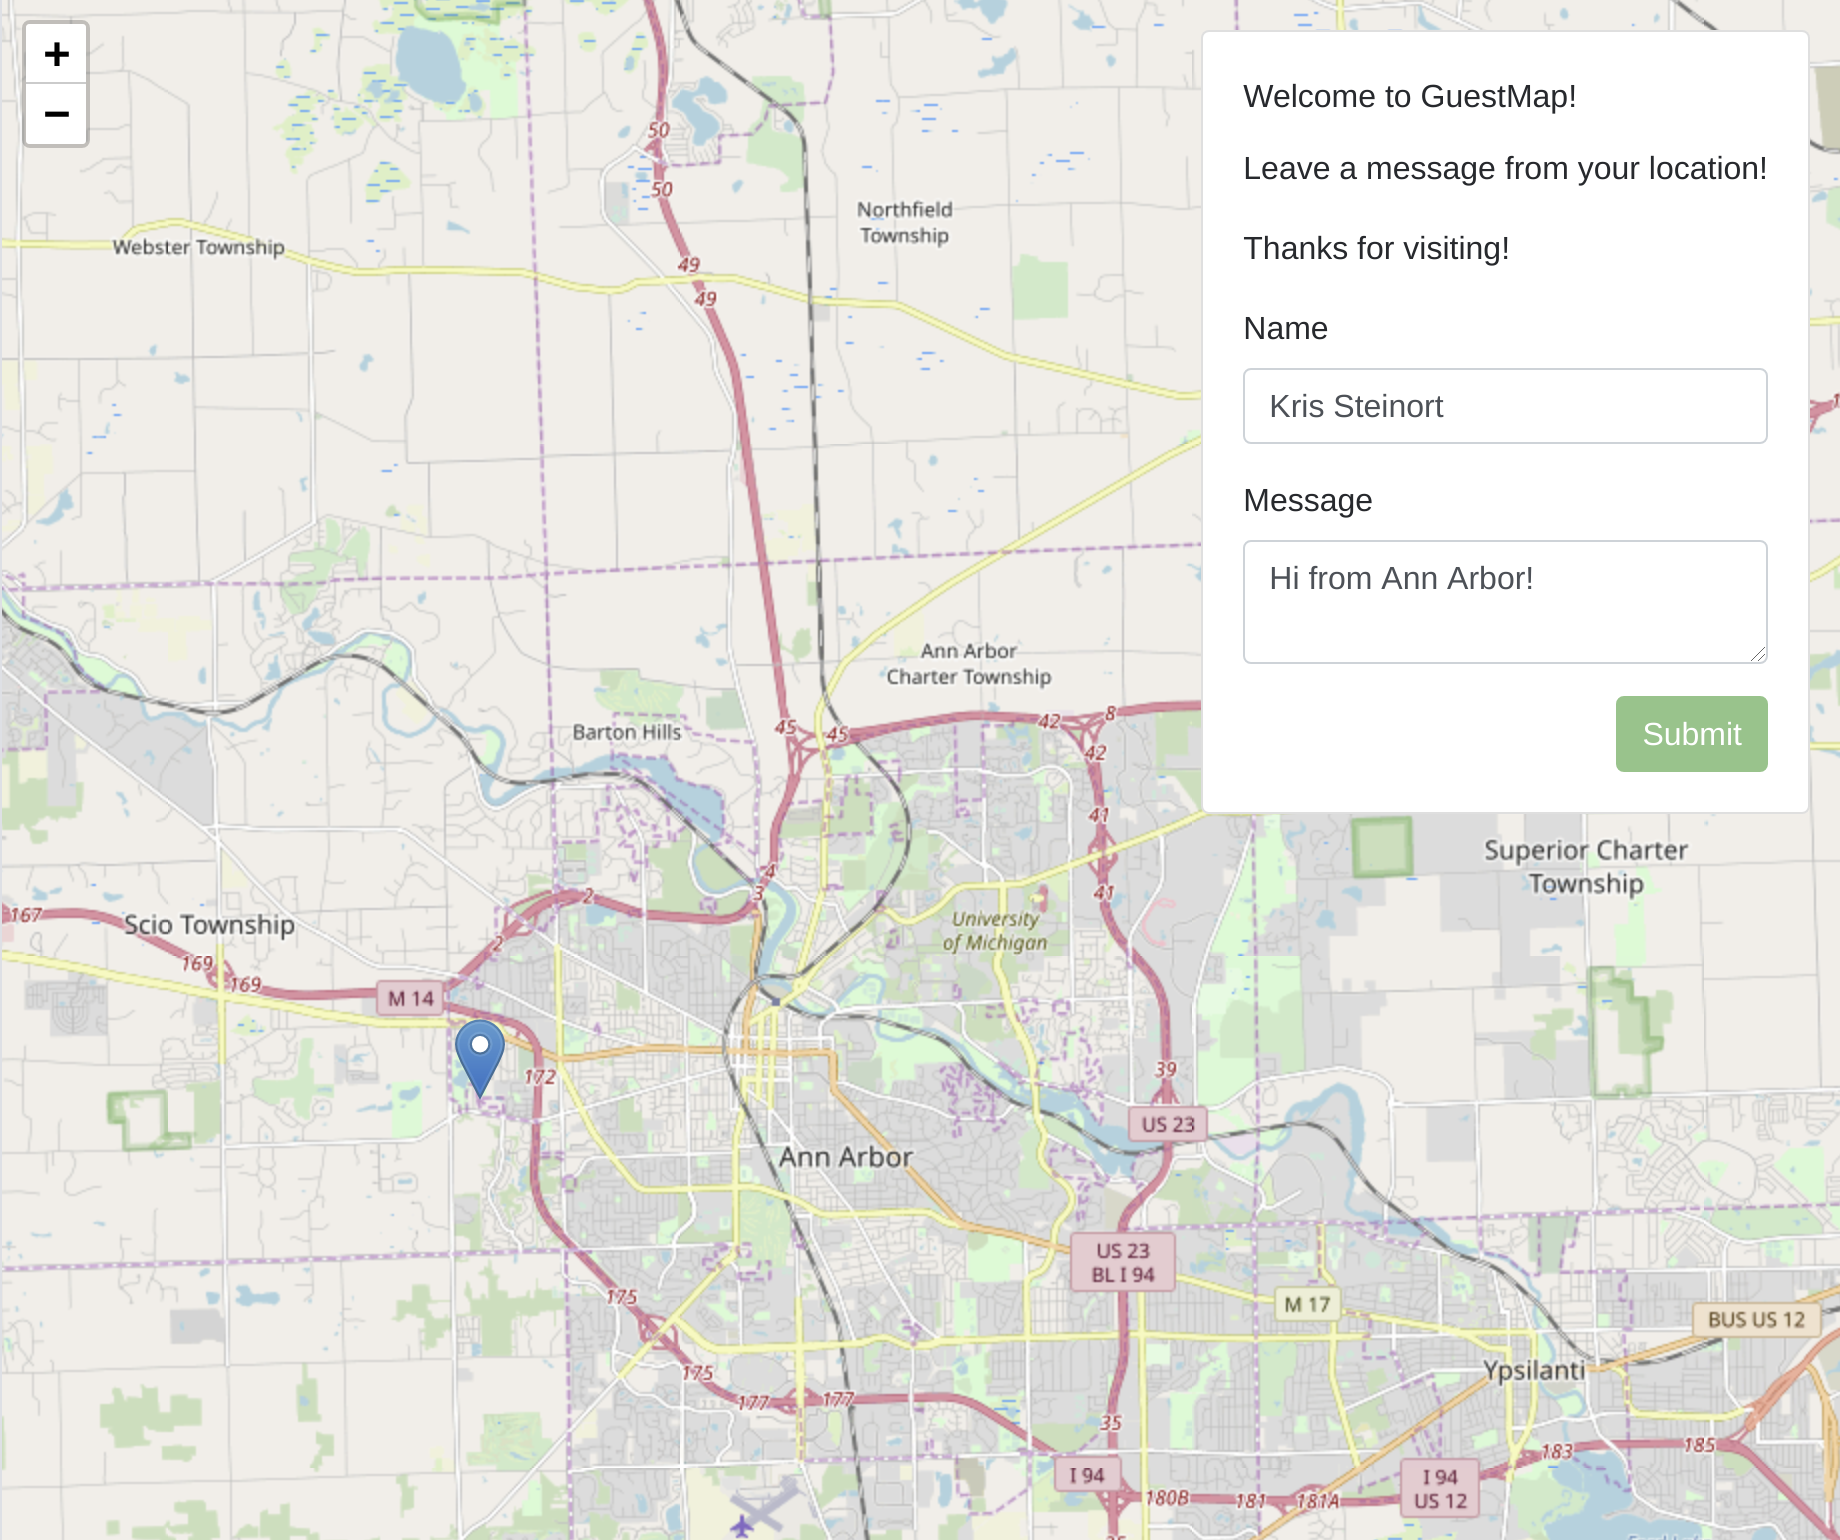 +
−
Welcome to GuestMap!
Leave a message from your location!
Thanks for visiting!
Name
Kris Steinort
Message
Hi from Ann Arbor!
Submit
50
50
Northfield
Township
Webster Township
49
49
Ann Arbor
Charter Township
Barton Hills
45
45
42
8
42
41
4
3
2
41
Superior Charter
Township
167
Scio Township
2
University
of Michigan
169
169
M 14
172
39
US 23
Ann Arbor
US 23
BL I 94
175
M 17
BUS US 12
175
Ypsilanti
177
177
35
I 94
183
185
180B
181
181A
I 94
US 12